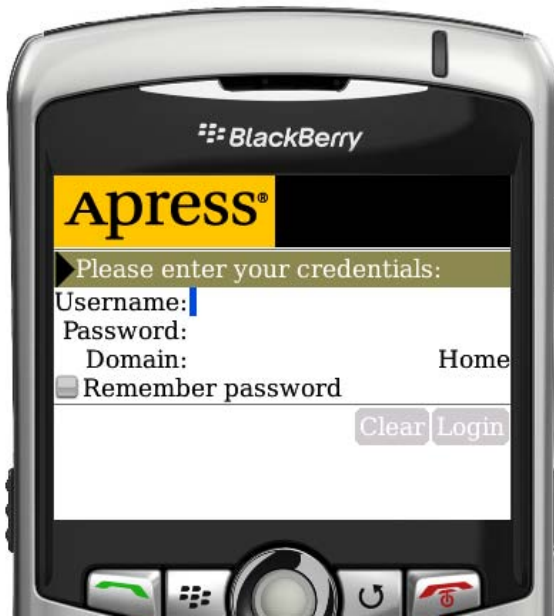 BlackBerry
Apress®
Please enter your credentials:
Username:
Password:
Domain: Home
Remember password
Clear Login